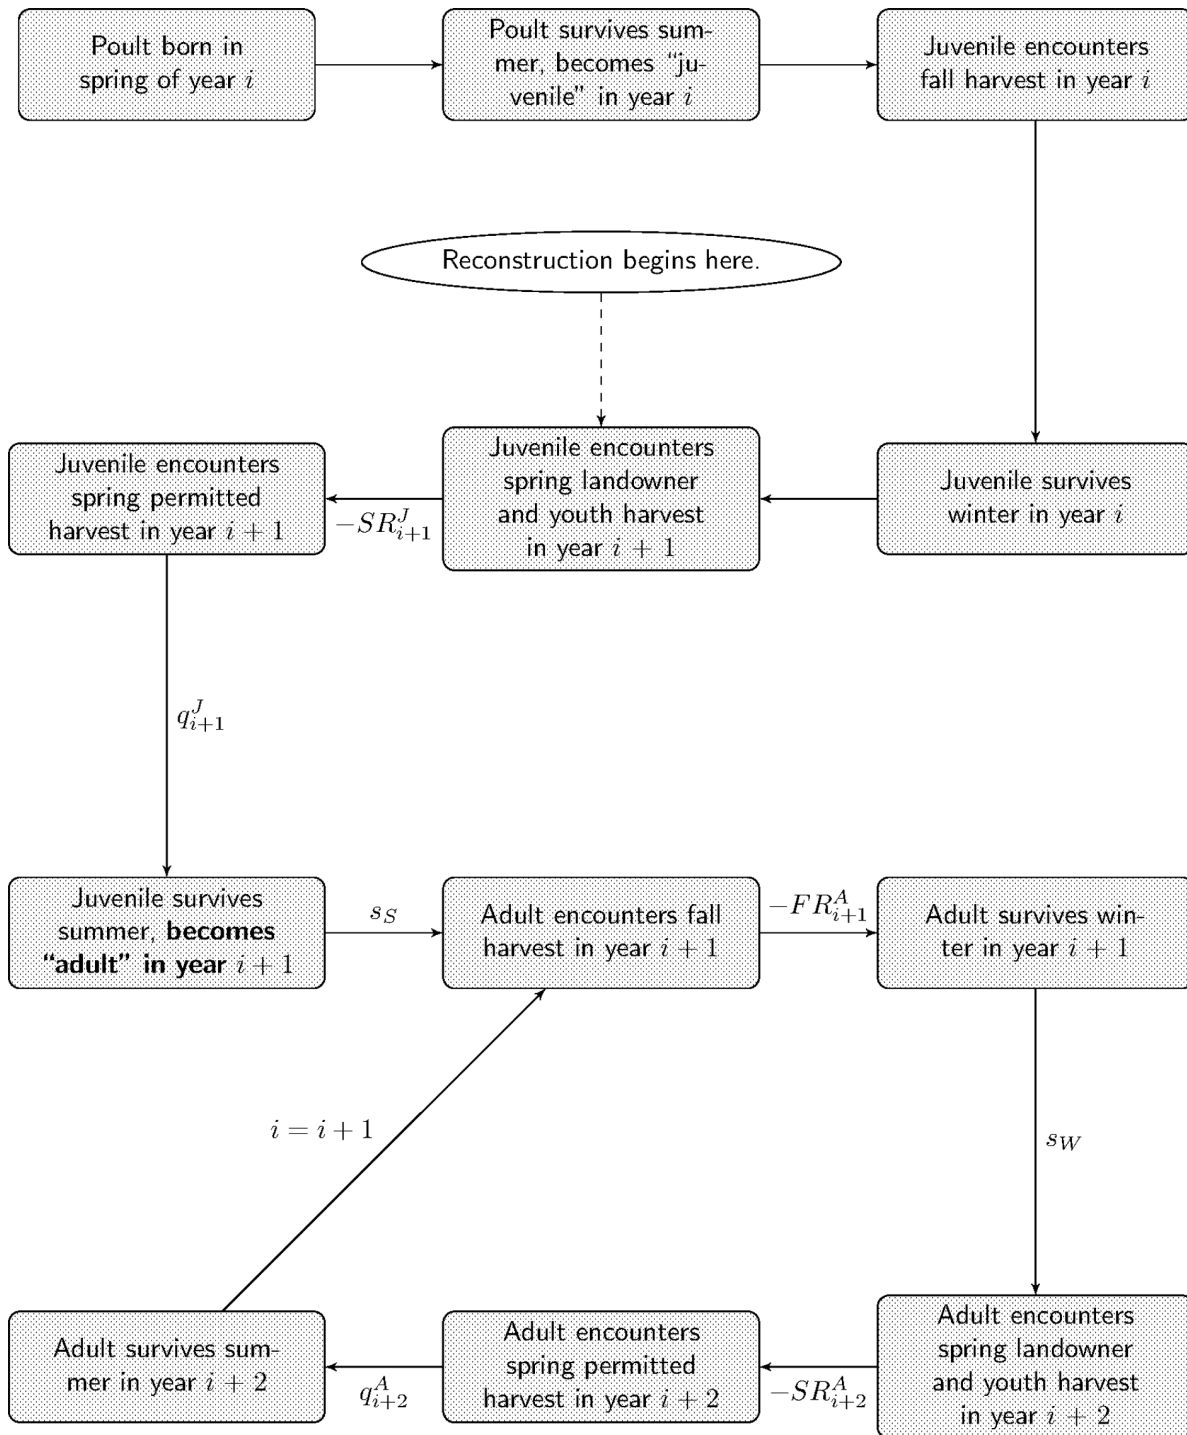 Poult born in
spring of year i
Poult survives sum-
mer, becomes “ju-
venile” in year i
Juvenile encounters
fall harvest in year i
Reconstruction begins here.
Juvenile encounters
spring permitted
harvest in year i + 1
−SR^J_{i+1}
Juvenile encounters
spring landowner
and youth harvest
in year i + 1
Juvenile survives
winter in year i
q^J_{i+1}
Juvenile survives
summer, becomes
“adult” in year i + 1
s_S
Adult encounters fall
harvest in year i + 1
−FR^A_{i+1}
Adult survives win-
ter in year i + 1
i = i + 1
s_W
Adult survives sum-
mer in year i + 2
q^A_{i+2}
Adult encounters
spring permitted
harvest in year i + 2
−SR^A_{i+2}
Adult encounters
spring landowner
and youth harvest
in year i + 2